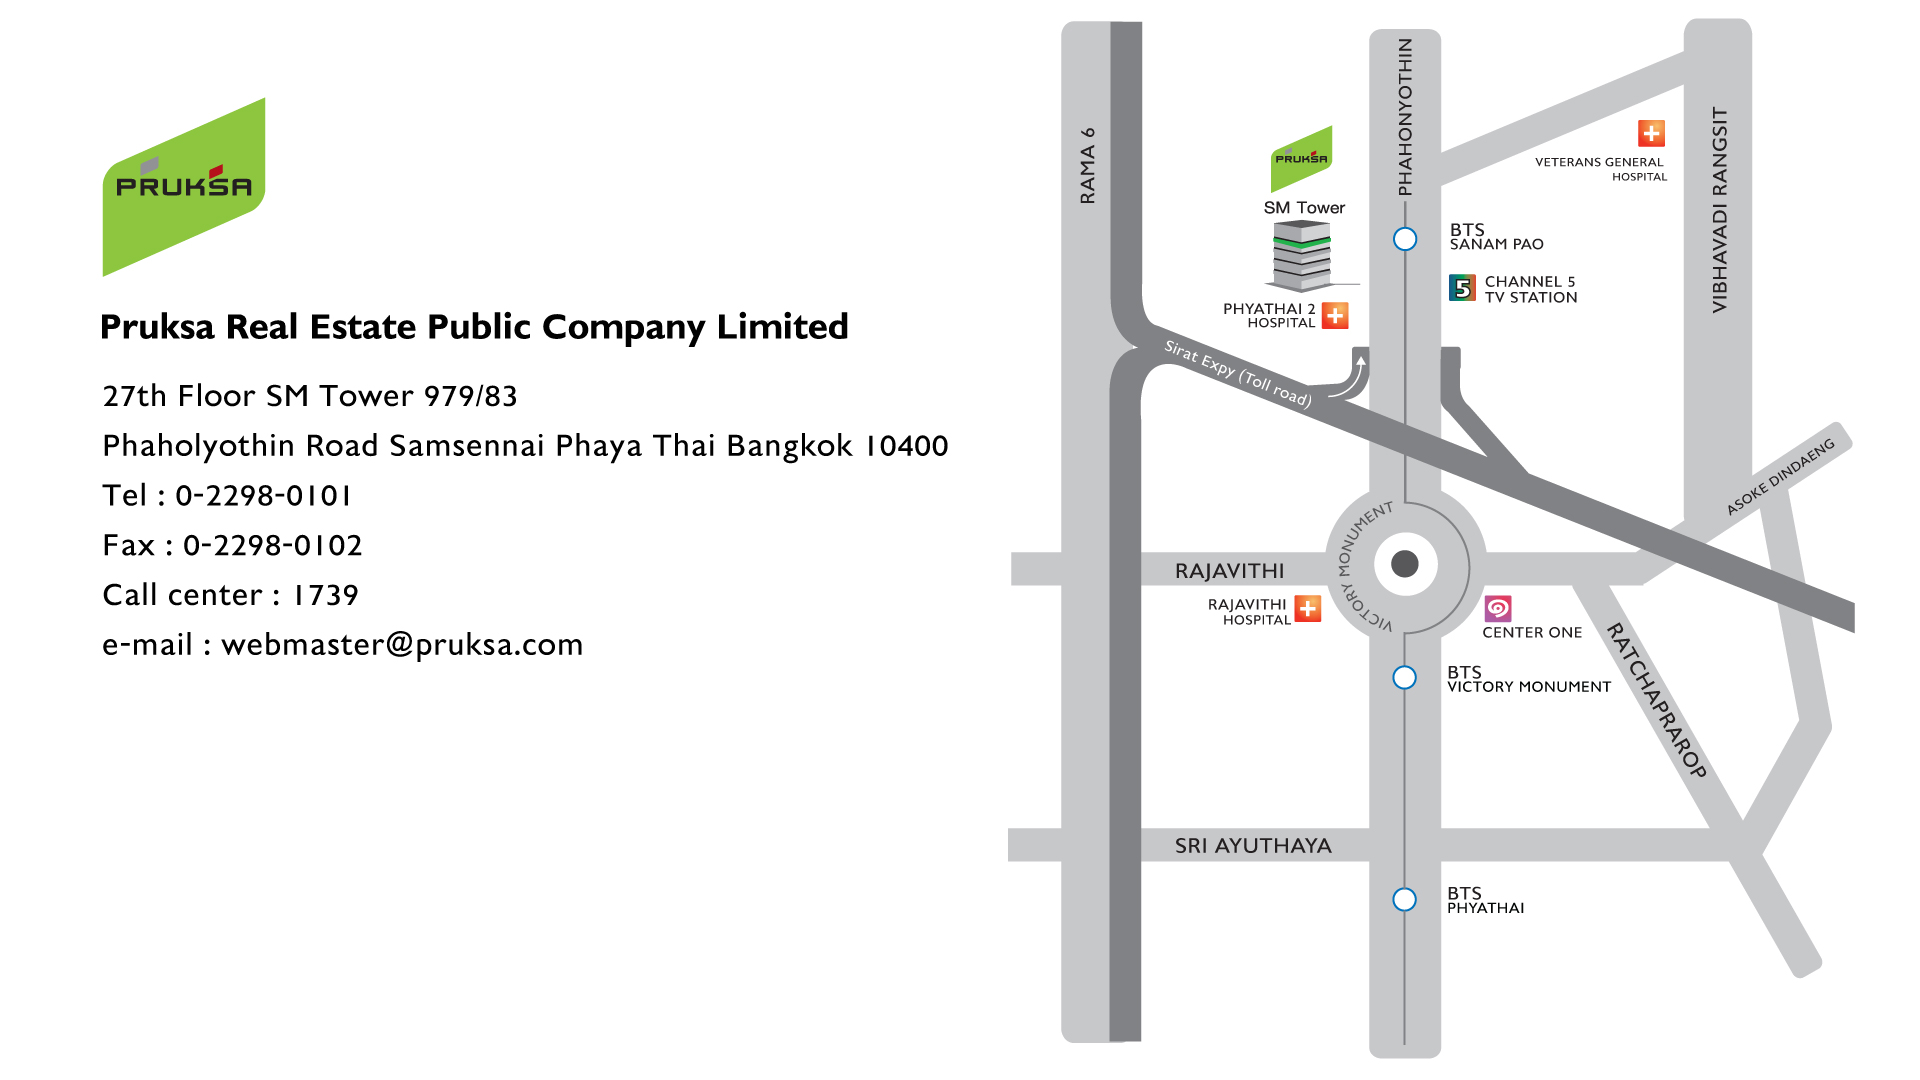 PRUKSA
Pruksa Real Estate Public Company Limited
27th Floor SM Tower 979/83
Phaholyothin Road Samsennai Phaya Thai Bangkok 10400
Tel : 0-2298-0101
Fax : 0-2298-0102
Call center : 1739
e-mail : webmaster@pruksa.com
RAMA 6
PHAHONYOTHIN
VIBHAVADI RANGSIT
PRUKSA
SM Tower
VETERANS GENERAL
HOSPITAL
BTS
SANAM PAO
5
CHANNEL 5
TV STATION
PHYATHAI 2
HOSPITAL
Sirat Expy (Toll road)
ASOKE DINDAENG
VICTORY MONUMENT
RAJAVITHI
RAJAVITHI
HOSPITAL
CENTER ONE
BTS
VICTORY MONUMENT
RATCHAPRAROP
SRI AYUTHAYA
BTS
PHYATHAI